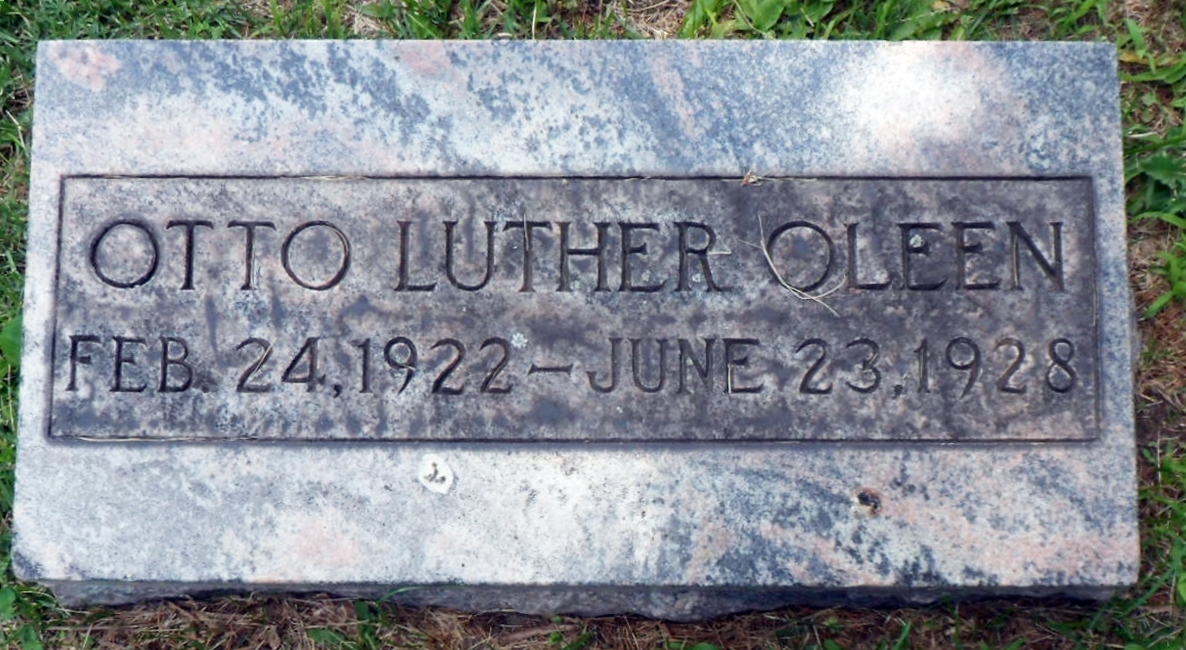 OTTO LUTHER OLEEN
FEB. 24, 1922 – JUNE 23, 1928